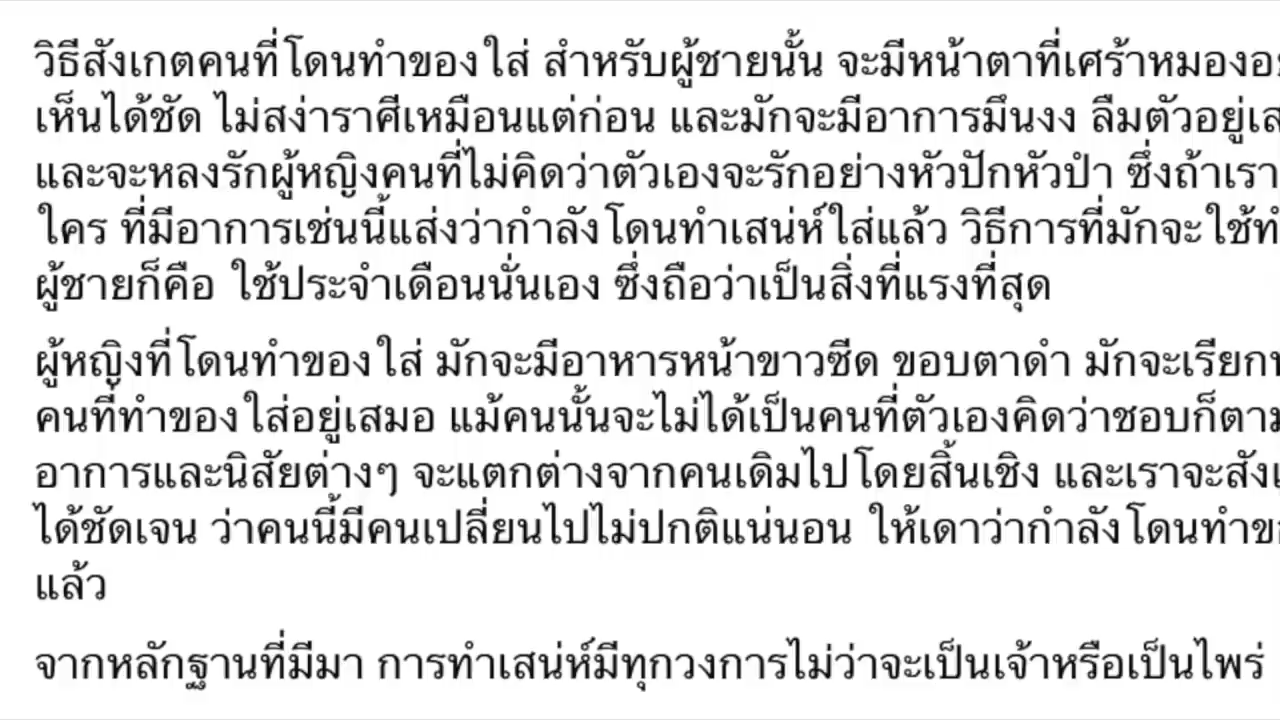 วิธีสังเกตคนที่โดนทำของใส่ สำหรับผู้ชายนั้น จะมีหน้าตาที่เศร้าหมอง
เห็นได้ชัด ไม่สง่าราศีเหมือนแต่ก่อน และมักจะมีอาการมึนงง ลืมตัวอยู่
และจะหลงรักผู้หญิงคนที่ไม่คิดว่าตัวเองจะรักอย่างหัวปักหัวปำ ซึ่งถ้าเรา
ใคร ที่มีอาการเช่นนี้แส่งว่ากำลังโดนทำเสน่ห์ใส่แล้ว วิธีการที่มักจะใช้
ผู้ชายก็คือ ใช้ประจำเดือนนั่นเอง ซึ่งถือว่าเป็นสิ่งที่แรงที่สุด
ผู้หญิงที่โดนทำของใส่ มักจะมีอาหารหน้าขาวซีด ขอบตาดำ มักจะเรียก
คนที่ทำของใส่อยู่เสมอ แม้คนนั้นจะไม่ได้เป็นคนที่ตัวเองคิดว่าชอบก็ตาม
อาการและนิสัยต่างๆ จะแตกต่างจากคนเดิมไปโดยสิ้นเชิง และเราจะ
ได้ชัดเจน ว่าคนนี้มีคนเปลี่ยนไปไม่ปกติแน่นอน ให้เดาว่ากำลังโดนทำ
แล้ว
จากหลักฐานที่มีมา การทำเสน่ห์มีทุกวงการไม่ว่าจะเป็นเจ้าหรือเป็นไพร่